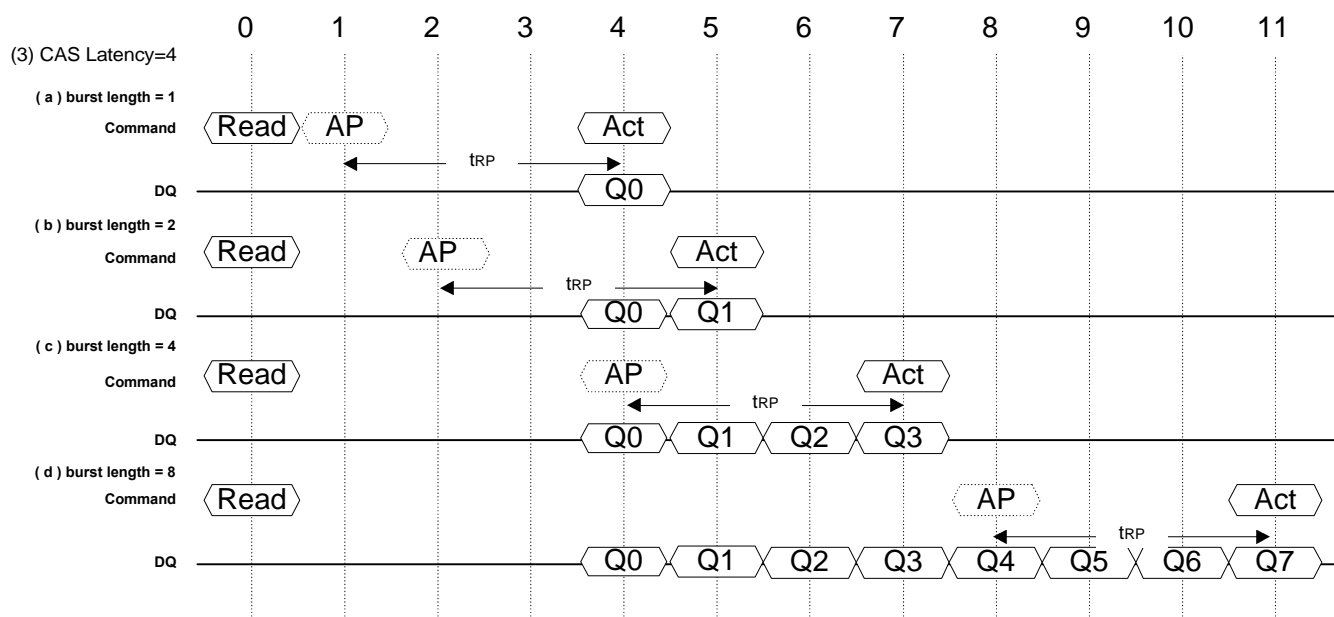 0 1 2 3 4 5 6 7 8 9 10 11
(3) CAS Latency=4
( a ) burst length = 1
Command Read AP Act
tRP
DQ Q0
( b ) burst length = 2
Command Read AP Act
tRP
DQ Q0 Q1
( c ) burst length = 4
Command Read AP Act
tRP
DQ Q0 Q1 Q2 Q3
( d ) burst length = 8
Command Read AP Act
tRP
DQ Q0 Q1 Q2 Q3 Q4 Q5 Q6 Q7